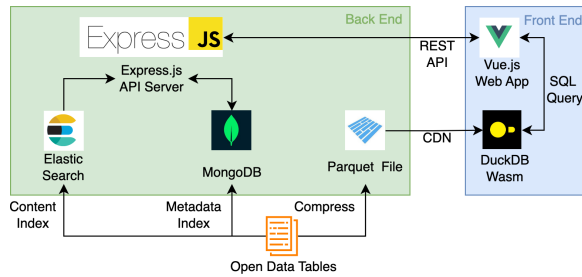 Back End
Front End
Express JS
REST
API
Express.js
API Server
Vue.js
Web App
SQL
Query
Elastic
Search
MongoDB
Parquet File
CDN
DuckDB
Wasm
Content
Index
Metadata
Index
Compress
Open Data Tables